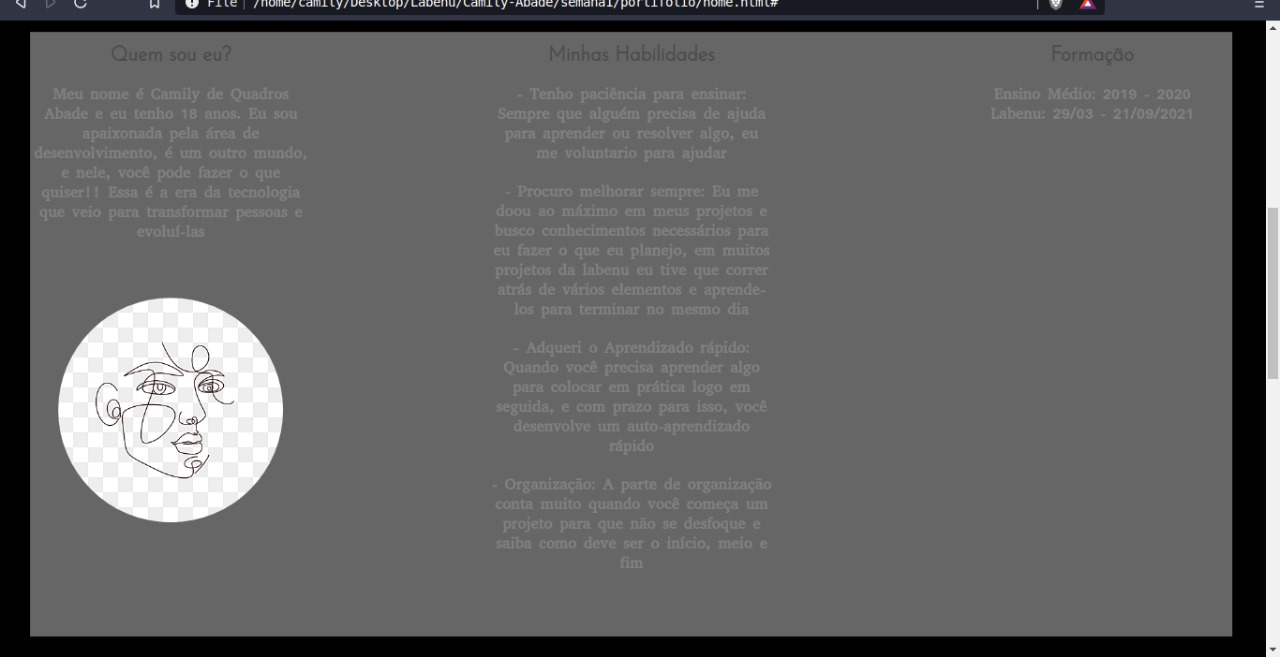 File | /home/camily/Desktop/Labenu/Camily-Abade/semana1/portifolio/home.html#
Quem sou eu?
Meu nome é Camily de Quadros
Abade e eu tenho 18 anos. Eu sou
apaixonada pela área de
desenvolvimento, é um outro mundo,
e nele, você pode fazer o que
quiser!! Essa é a era da tecnologia
que veio para transformar pessoas e
evoluí-las
Minhas Habilidades
- Tenho paciência para ensinar:
Sempre que alguém precisa de ajuda
para aprender ou resolver algo, eu
me voluntario para ajudar
- Procuro melhorar sempre: Eu me
doou ao máximo em meus projetos e
busco conhecimentos necessários para
eu fazer o que eu planejo, em muitos
projetos da labenu eu tive que correr
atrás de vários elementos e aprende-
los para terminar no mesmo dia
- Adqueri o Aprendizado rápido:
Quando você precisa aprender algo
para colocar em prática logo em
seguida, e com prazo para isso, você
desenvolve um auto-aprendizado
rápido
- Organização: A parte de organização
conta muito quando você começa um
projeto para que não se desfoque e
saiba como deve ser o início, meio e
fim
Formação
Ensino Médio: 2019 - 2020
Labenu: 29/03 - 21/09/2021